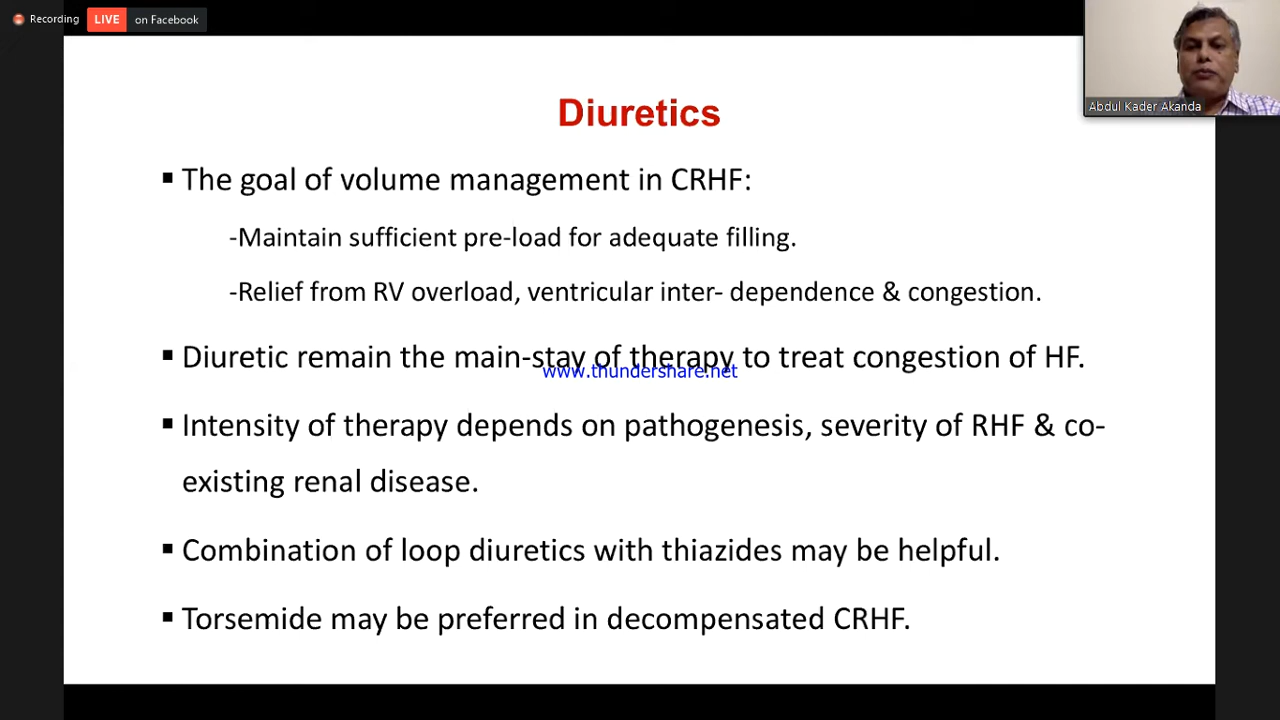 Recording
LIVE on Facebook
Abdul Kader Akanda
Diuretics
▪ The goal of volume management in CRHF:
-Maintain sufficient pre-load for adequate filling.
-Relief from RV overload, ventricular inter- dependence & congestion.
▪ Diuretic remain the main-stay of therapy to treat congestion of HF.
www.thundershare.net
▪ Intensity of therapy depends on pathogenesis, severity of RHF & co-
existing renal disease.
▪ Combination of loop diuretics with thiazides may be helpful.
▪ Torsemide may be preferred in decompensated CRHF.